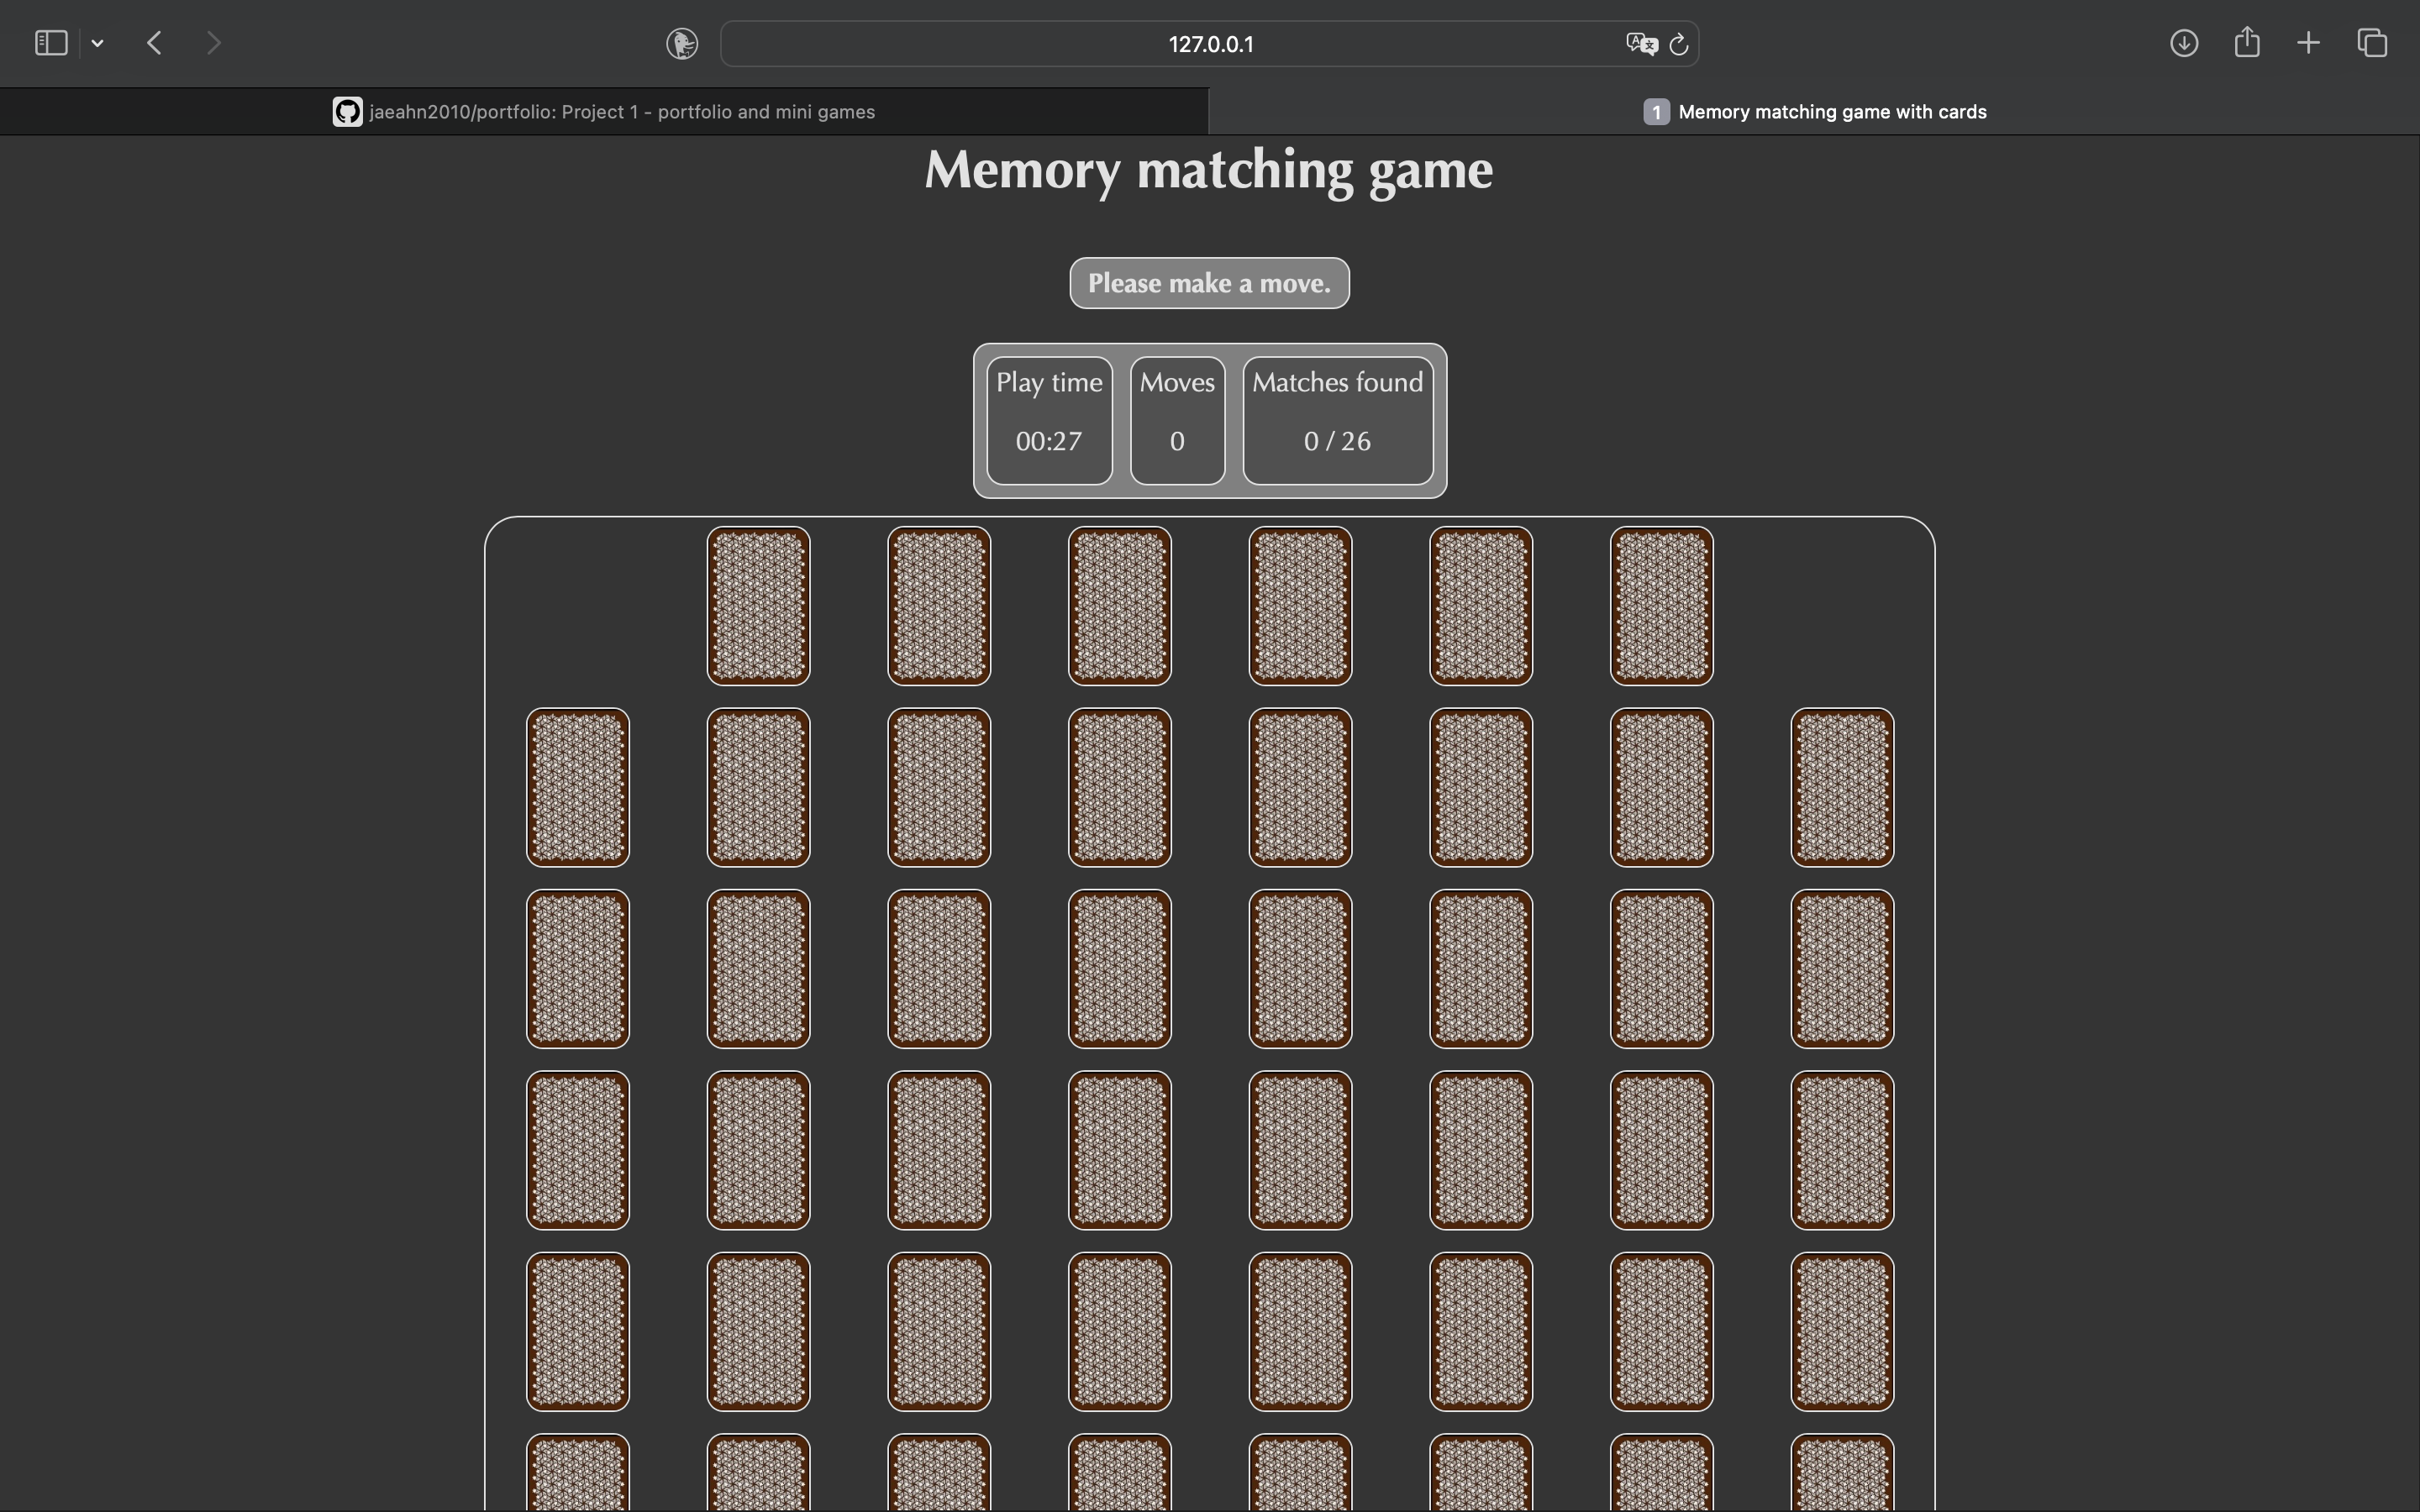 127.0.0.1
jaeahn2010/portfolio: Project 1 - portfolio and mini games
1 Memory matching game with cards
Memory matching game
Please make a move.
Play time Moves Matches found
00:27 0 0 / 26